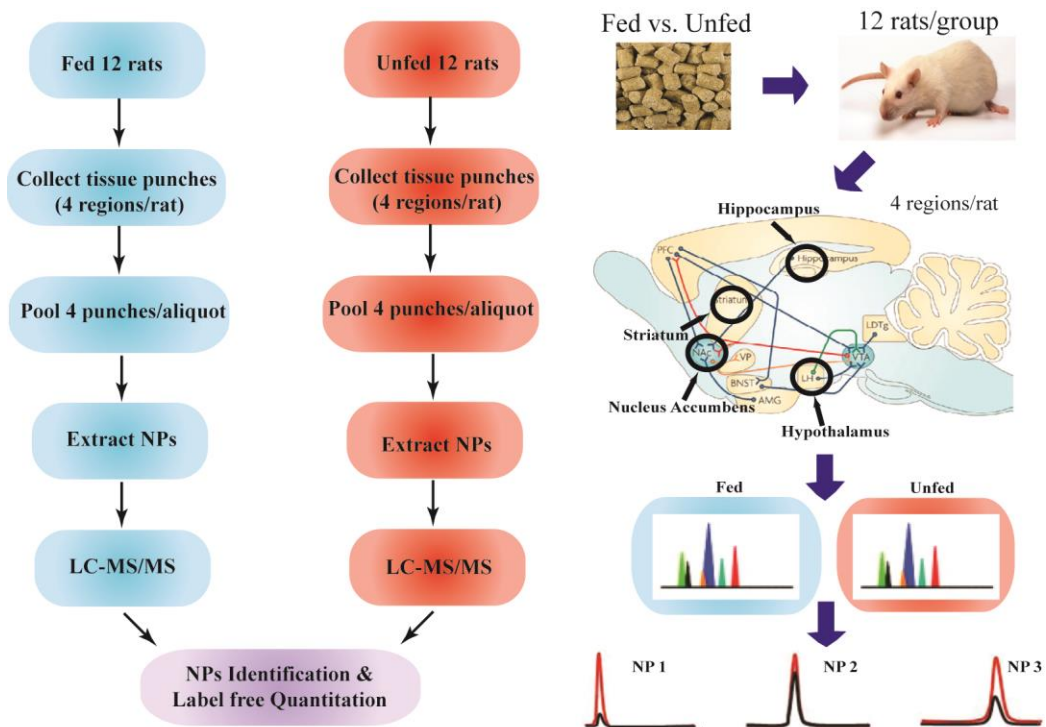 Fed 12 rats
Collect tissue punches
(4 regions/rat)
Pool 4 punches/aliquot
Extract NPs
LC-MS/MS
Unfed 12 rats
Collect tissue punches
(4 regions/rat)
Pool 4 punches/aliquot
Extract NPs
LC-MS/MS
NPs Identification &
Label free Quantitation
Fed vs. Unfed
12 rats/group
4 regions/rat
Hippocampus
PFC
Hippocampus
Striatum
Striatum
LDTg
NAc
VP
VTA
BNST
LH
AMG
Nucleus Accumbens
Hypothalamus
Fed
Unfed
NP 1
NP 2
NP 3